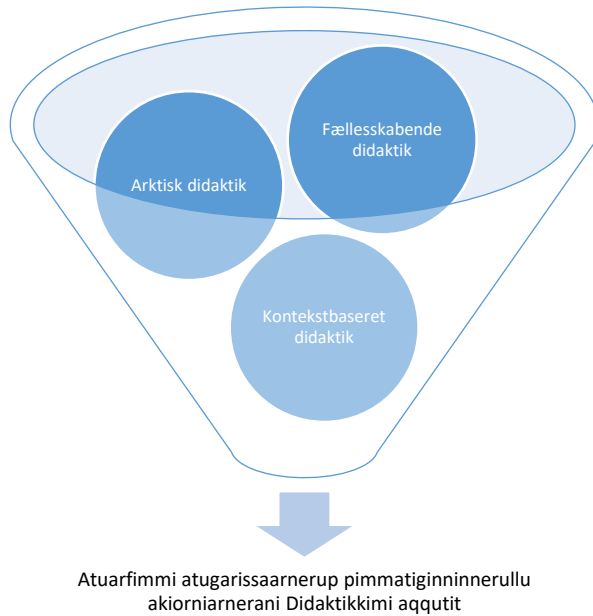 Fællesskabende
didaktik
Arktisk didaktik
Kontekstbaseret
didaktik
Atuarfimmi atugarissaarnerup pimmatiginninnerullu
akiorniarnerani Didaktikkimi aqqutit